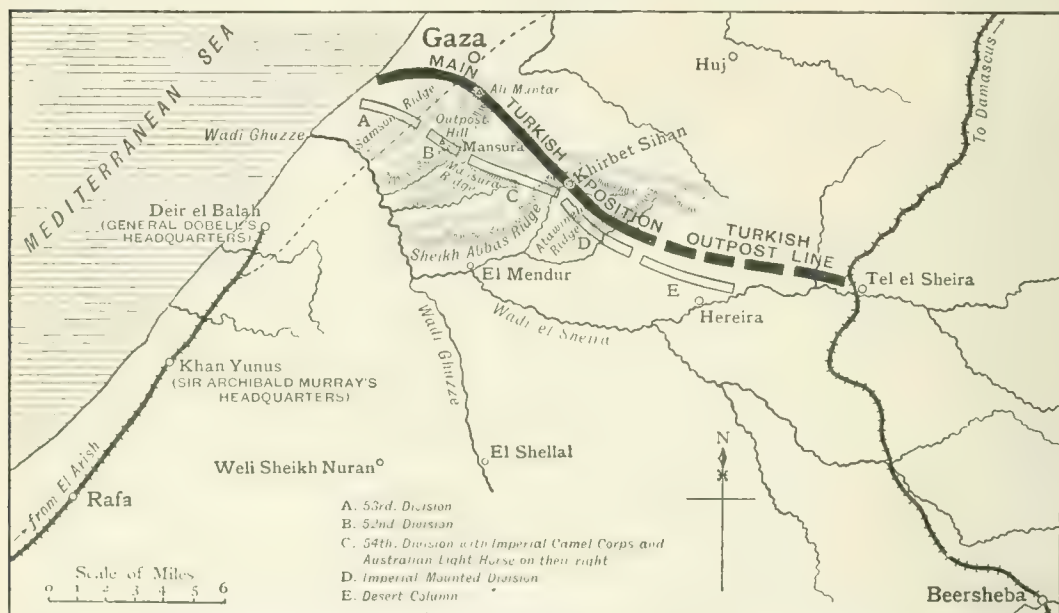 MEDITERRANEAN SEA
Gaza
Huj
To Damascus
MAIN TURKISH POSITION
Ali Muntar
Samson Ridge
A
Outpost
Hill
Wadi Ghuzze
B
Mansura
Mansura
Ridge
C
Khirbet Sihan
Deir el Balah
(GENERAL DOBELL'S
HEADQUARTERS)
Sheikh Abbas Ridge
Atawineh
Ridge
D
TURKISH
OUTPOST LINE
El Mendur
E
Tel el Sheira
Hereira
Wadi el Sheria
Wadi Ghuzze
Khan Yunus
(SIR ARCHIBALD MURRAY'S
HEADQUARTERS)
N
Weli Sheikh Nuran
El Shellal
from El Arish
Rafa
A. 53rd. Division
B. 52nd Division
C. 54th. Division with Imperial Camel Corps and
Australian Light Horse on their right
D. Imperial Mounted Division
E. Desert Column
Scale of Miles
0 1 2 3 4 5 6
Beersheba